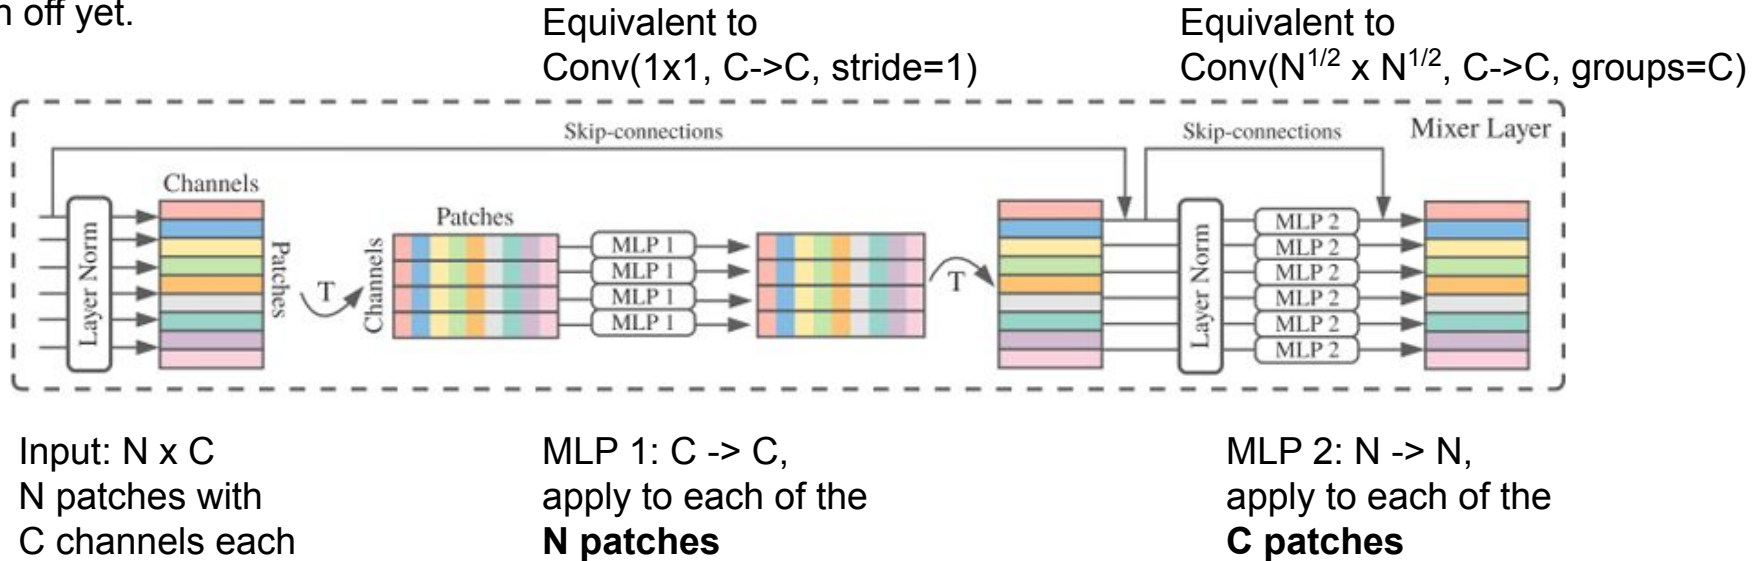 n off yet.
Equivalent to
Conv(1x1, C->C, stride=1)
Equivalent to
Conv(N^1/2 x N^1/2, C->C, groups=C)
Skip-connections
Skip-connections
Mixer Layer
Layer Norm
Channels
Patches
T
Channels
Patches
MLP 1
MLP 1
MLP 1
MLP 1
T
Layer Norm
MLP 2
MLP 2
MLP 2
MLP 2
MLP 2
MLP 2
Input: N x C
N patches with
C channels each
MLP 1: C -> C,
apply to each of the
N patches
MLP 2: N -> N,
apply to each of the
C patches